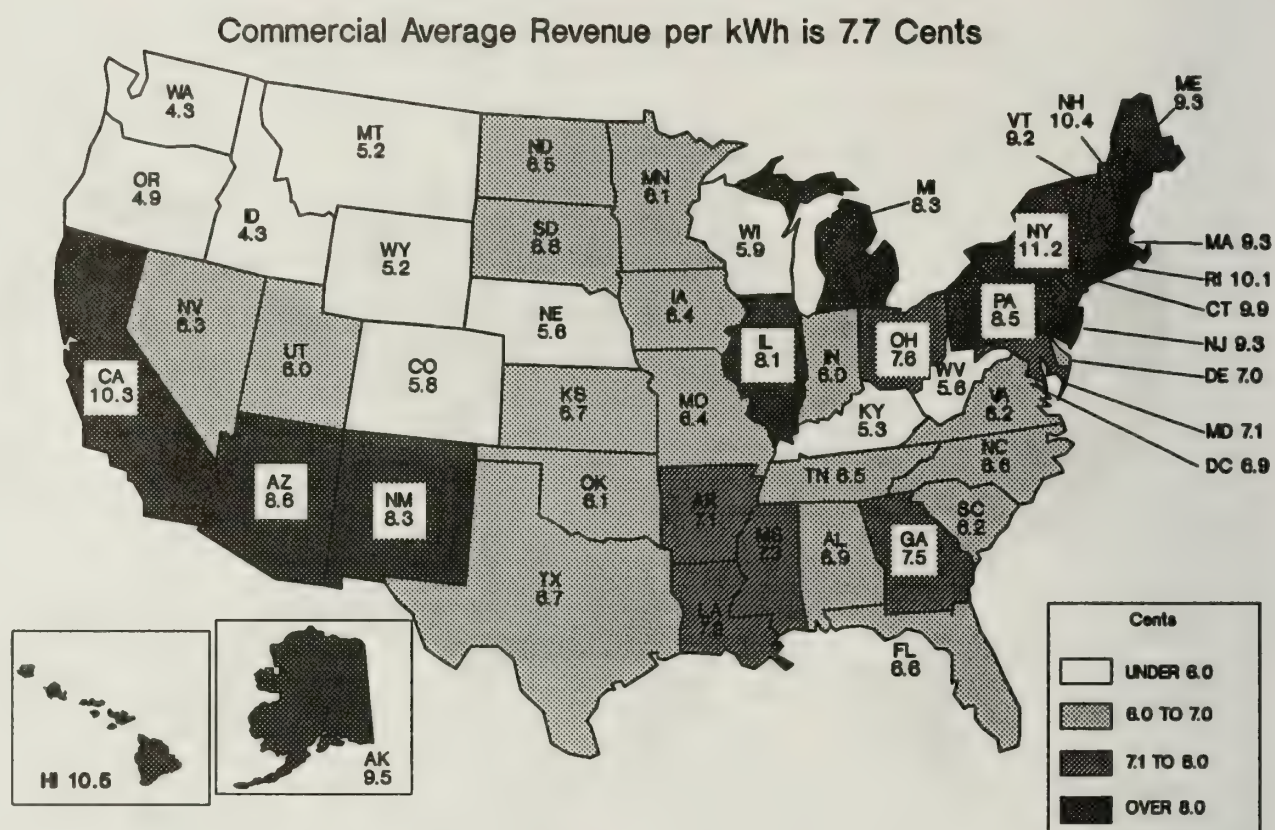 Commercial Average Revenue per kWh is 7.7 Cents
WA
4.3
MT
5.2
ND
6.5
MN
6.1
VT
9.2
NH
10.4
ME
9.3
OR
4.9
ID
4.3
WY
5.2
SD
WI
5.9
MI
8.3
NY
11.2
MA 9.3
RI 10.1
CT 9.9
NJ 9.3
DE 7.0
MD 7.1
DC 6.9
NV
6.3
UT
6.0
CO
5.8
NE
5.6
IA
6.4
IL
8.1
IN
6.0
OH
7.6
PA
8.5
WV
5.6
CA
10.3
KS
6.7
MO
6.4
KY
5.3
VA
6.2
NC
6.6
TN 6.5
AZ
8.6
NM
8.3
OK
6.1
AR
7.1
MS
7.3
AL
6.9
GA
7.5
SC
6.2
TX
6.7
LA
FL
6.6
HI 10.5
AK
9.5
Cents
UNDER 6.0
6.0 TO 7.0
7.1 TO 8.0
OVER 8.0